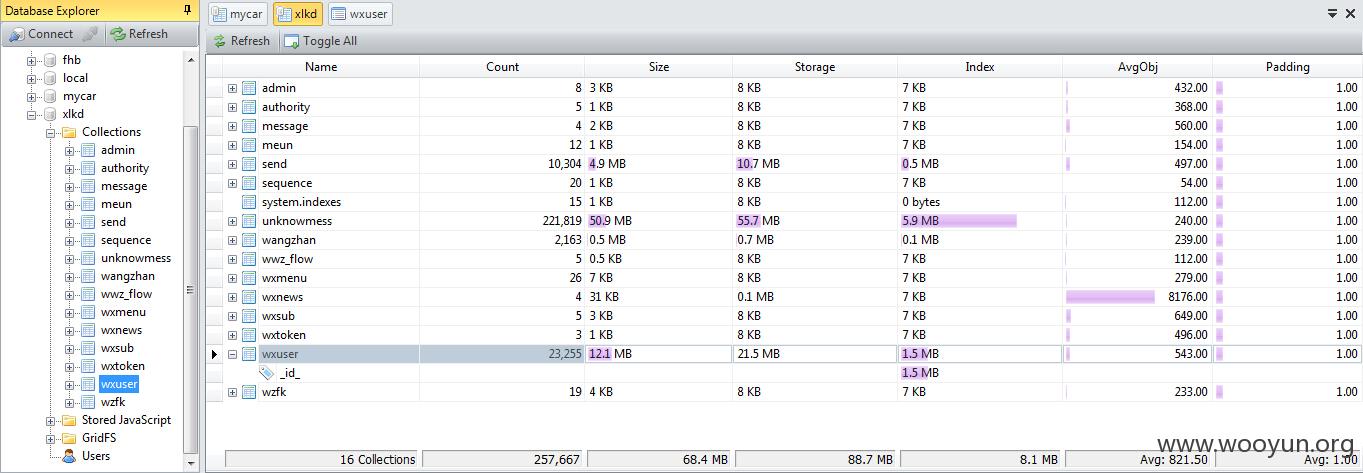 Database Explorer
Connect Refresh
fhb
local
mycar
xlkd
Collections
admin
authority
message
meun
send
sequence
unknowmess
wangzhan
wwz_flow
wxmenu
wxnews
wxsub
wxtoken
wxuser
wzfk
Stored JavaScript
GridFS
Users
mycar xlkd wxuser
Refresh Toggle All
Name Count Size Storage Index AvgObj Padding
admin 8 3 KB 8 KB 7 KB 432.00 1.00
authority 5 1 KB 8 KB 7 KB 368.00 1.00
message 4 2 KB 8 KB 7 KB 560.00 1.00
meun 12 1 KB 8 KB 7 KB 154.00 1.00
send 10,304 4.9 MB 10.7 MB 0.5 MB 497.00 1.00
sequence 20 1 KB 8 KB 7 KB 54.00 1.00
system.indexes 15 1 KB 8 KB 0 bytes 112.00 1.00
unknowmess 221,819 50.9 MB 55.7 MB 5.9 MB 240.00 1.00
wangzhan 2,163 0.5 MB 0.7 MB 0.1 MB 239.00 1.00
wwz_flow 5 0.5 KB 8 KB 7 KB 112.00 1.00
wxmenu 26 7 KB 8 KB 7 KB 279.00 1.00
wxnews 4 31 KB 0.1 MB 7 KB 8176.00 1.00
wxsub 5 3 KB 8 KB 7 KB 649.00 1.00
wxtoken 3 1 KB 8 KB 7 KB 496.00 1.00
wxuser 23,255 12.1 MB 21.5 MB 1.5 MB 543.00 1.00
_id_ 1.5 MB
wzfk 19 4 KB 8 KB 7 KB 233.00 1.00
16 Collections 257,667 68.4 MB 88.7 MB 8.1 MB Avg: 821.50 Avg: 1.00
www.wooyun.org